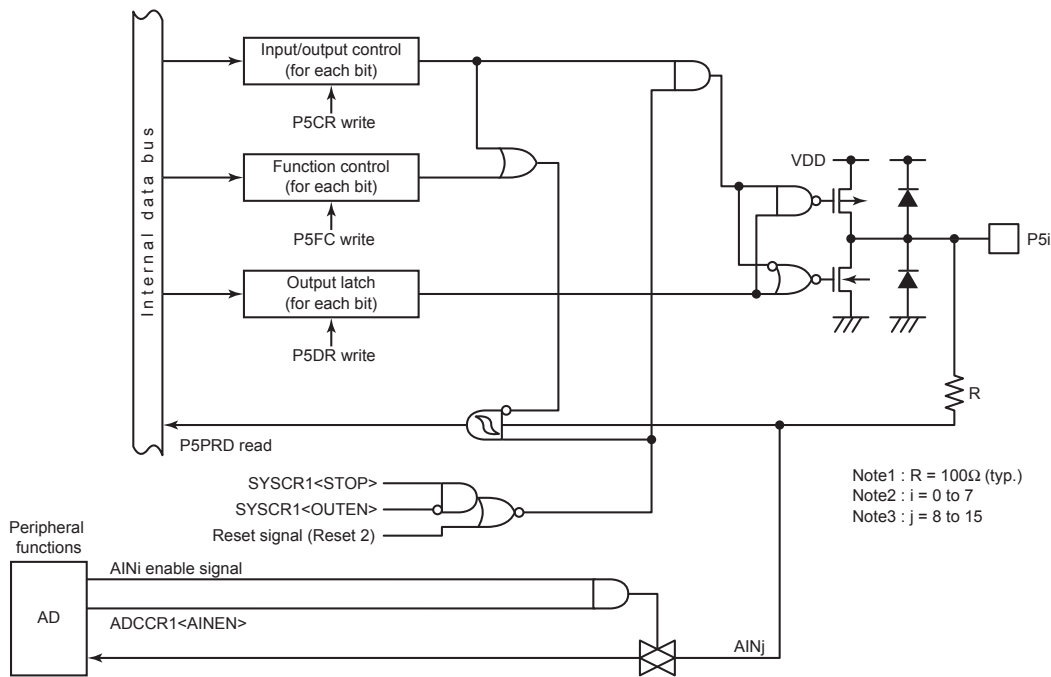 Internal data bus
Input/output control
(for each bit)
P5CR write
Function control
(for each bit)
P5FC write
Output latch
(for each bit)
P5DR write
VDD
P5i
R
P5PRD read
SYSCR1<STOP>
SYSCR1<OUTEN>
Reset signal (Reset 2)
Note1 : R = 100Ω (typ.)
Note2 : i = 0 to 7
Note3 : j = 8 to 15
Peripheral
functions
AD
AINi enable signal
ADCCR1<AINEN>
AINj